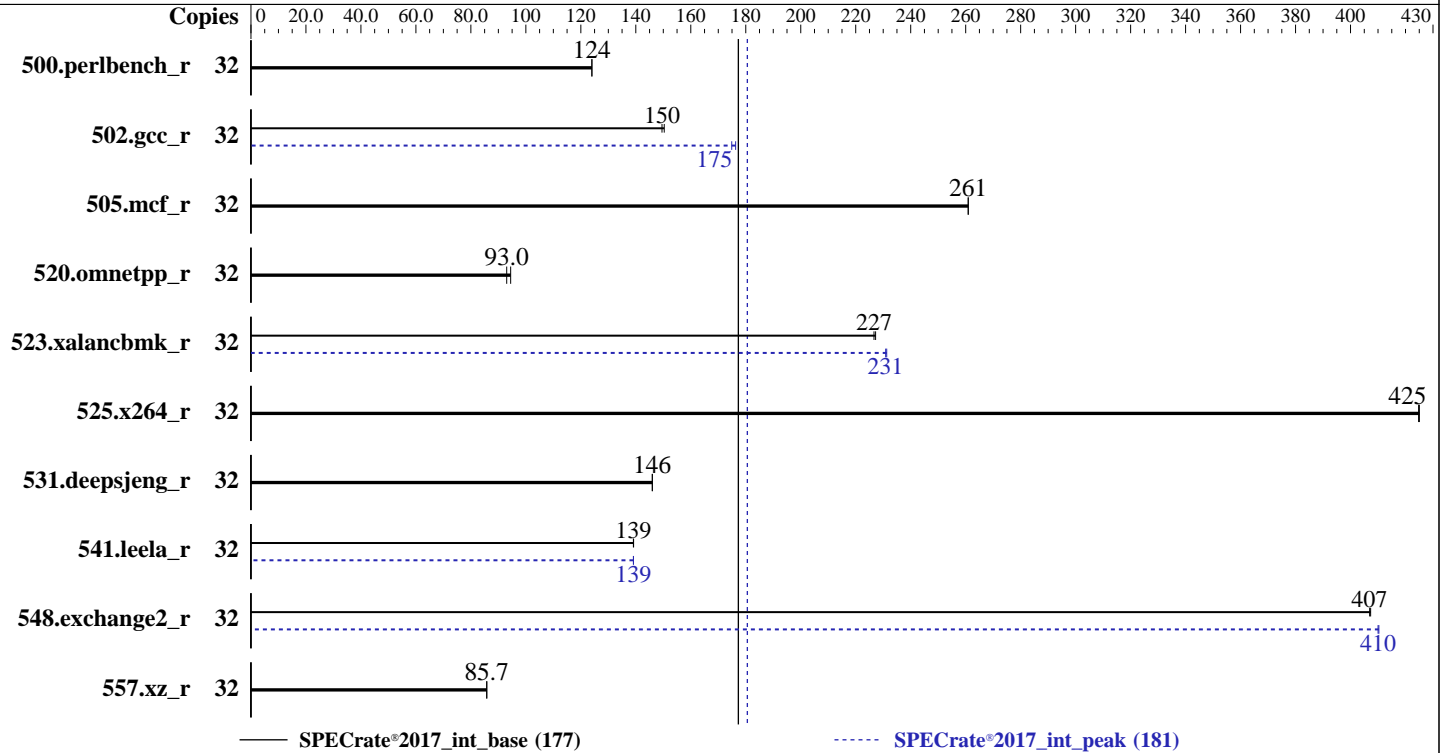 Copies 0 20.0 40.0 60.0 80.0 100 120 140 160 180 200 220 240 260 280 300 320 340 360 380 400 430
500.perlbench_r 32 124
502.gcc_r 32 150
175
505.mcf_r 32 261
520.omnetpp_r 32 93.0
523.xalancbmk_r 32 227
231
525.x264_r 32 425
531.deepsjeng_r 32 146
541.leela_r 32 139
139
548.exchange2_r 32 407
410
557.xz_r 32 85.7
SPECrate®2017_int_base (177) SPECrate®2017_int_peak (181)